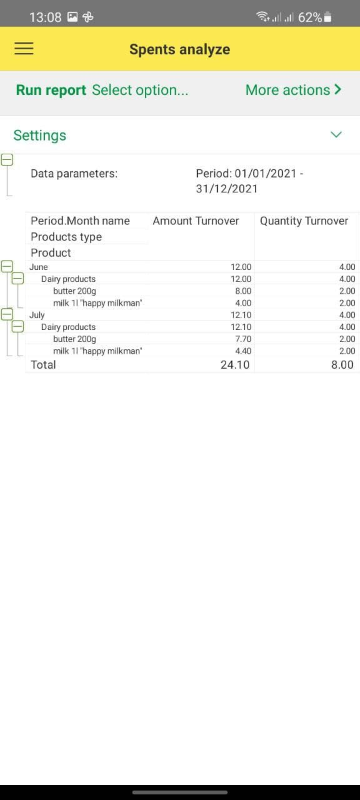 13:08 62%
Spents analyze
Run report Select option... More actions >
Settings
Data parameters: Period: 01/01/2021 - 31/12/2021
Period.Month name Amount Turnover Quantity Turnover
Products type
Product
June 12.00 4.00
Dairy products 12.00 4.00
butter 200g 8.00 2.00
milk 1l "happy milkman" 4.00 2.00
July 12.10 4.00
Dairy products 12.10 4.00
butter 200g 7.70 2.00
milk 1l "happy milkman" 4.40 2.00
Total 24.10 8.00